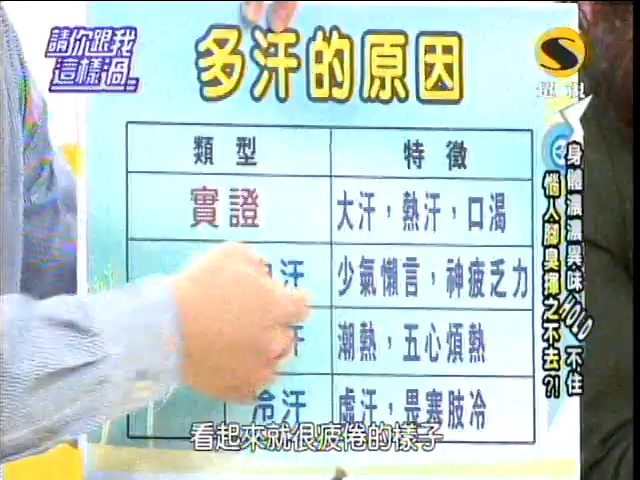 請你跟我
這樣過
多汗的原因
超視
類型 特徵
實證 大汗，熱汗，口渴
汗 少氣懶言，神疲乏力
汗 潮熱，五心煩熱
冷汗 虛汗，畏寒肢冷
身體濃濃異味HOLD不住
惱人腳臭揮之不去?!
看起來就很疲倦的樣子